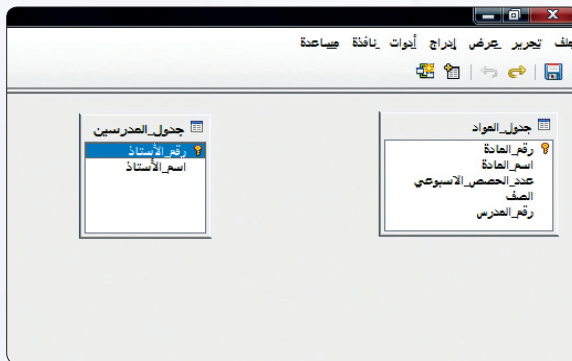 ملف تحرير عرض إدراج أدوات نافذة مساعدة
جدول_المواد
رقم_المادة
اسم_المادة
عدد_الحصص_الاسبوعي
الصف
رقم_المدرس
جدول_المدرسين
رقم_الأستاذ
اسم_الأستاذ